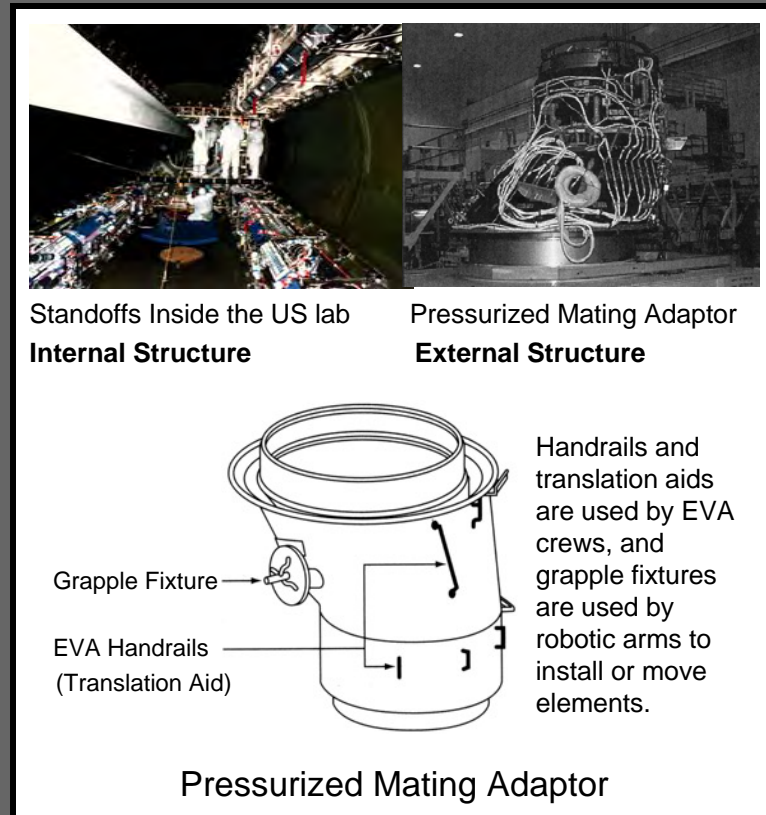 Standoffs Inside the US lab
Internal Structure
Pressurized Mating Adaptor
External Structure
Grapple Fixture
EVA Handrails
(Translation Aid)
Handrails and
translation aids
are used by EVA
crews, and
grapple fixtures
are used by
robotic arms to
install or move
elements.
Pressurized Mating Adaptor